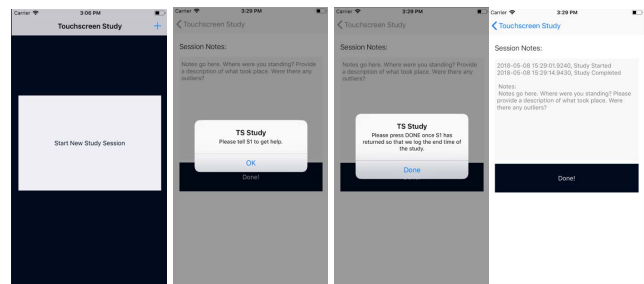 Carrier 3:06 PM
Touchscreen Study +
Start New Study Session
Carrier 3:29 PM
Touchscreen Study
Session Notes:
Notes go here. Where were you standing? Provide
a description of what took place. Were there any
outliers?
TS Study
Please tell S1 to get help.
OK
Done!
Carrier 3:29 PM
Touchscreen Study
Session Notes:
Notes go here. Where were you standing? Provide
a description of what took place. Were there any
outliers?
TS Study
Please press DONE once S1 has
returned so that we log the end time of
the study.
Done
Carrier 3:29 PM
Touchscreen Study
Session Notes:
2018-05-08 15:29:01.9240, Study Started
2018-05-08 15:29:14.9430, Study Completed
Notes:
Notes go here. Where were you standing? Please
provide a description of what took place. Were
there any outliers?
Done!